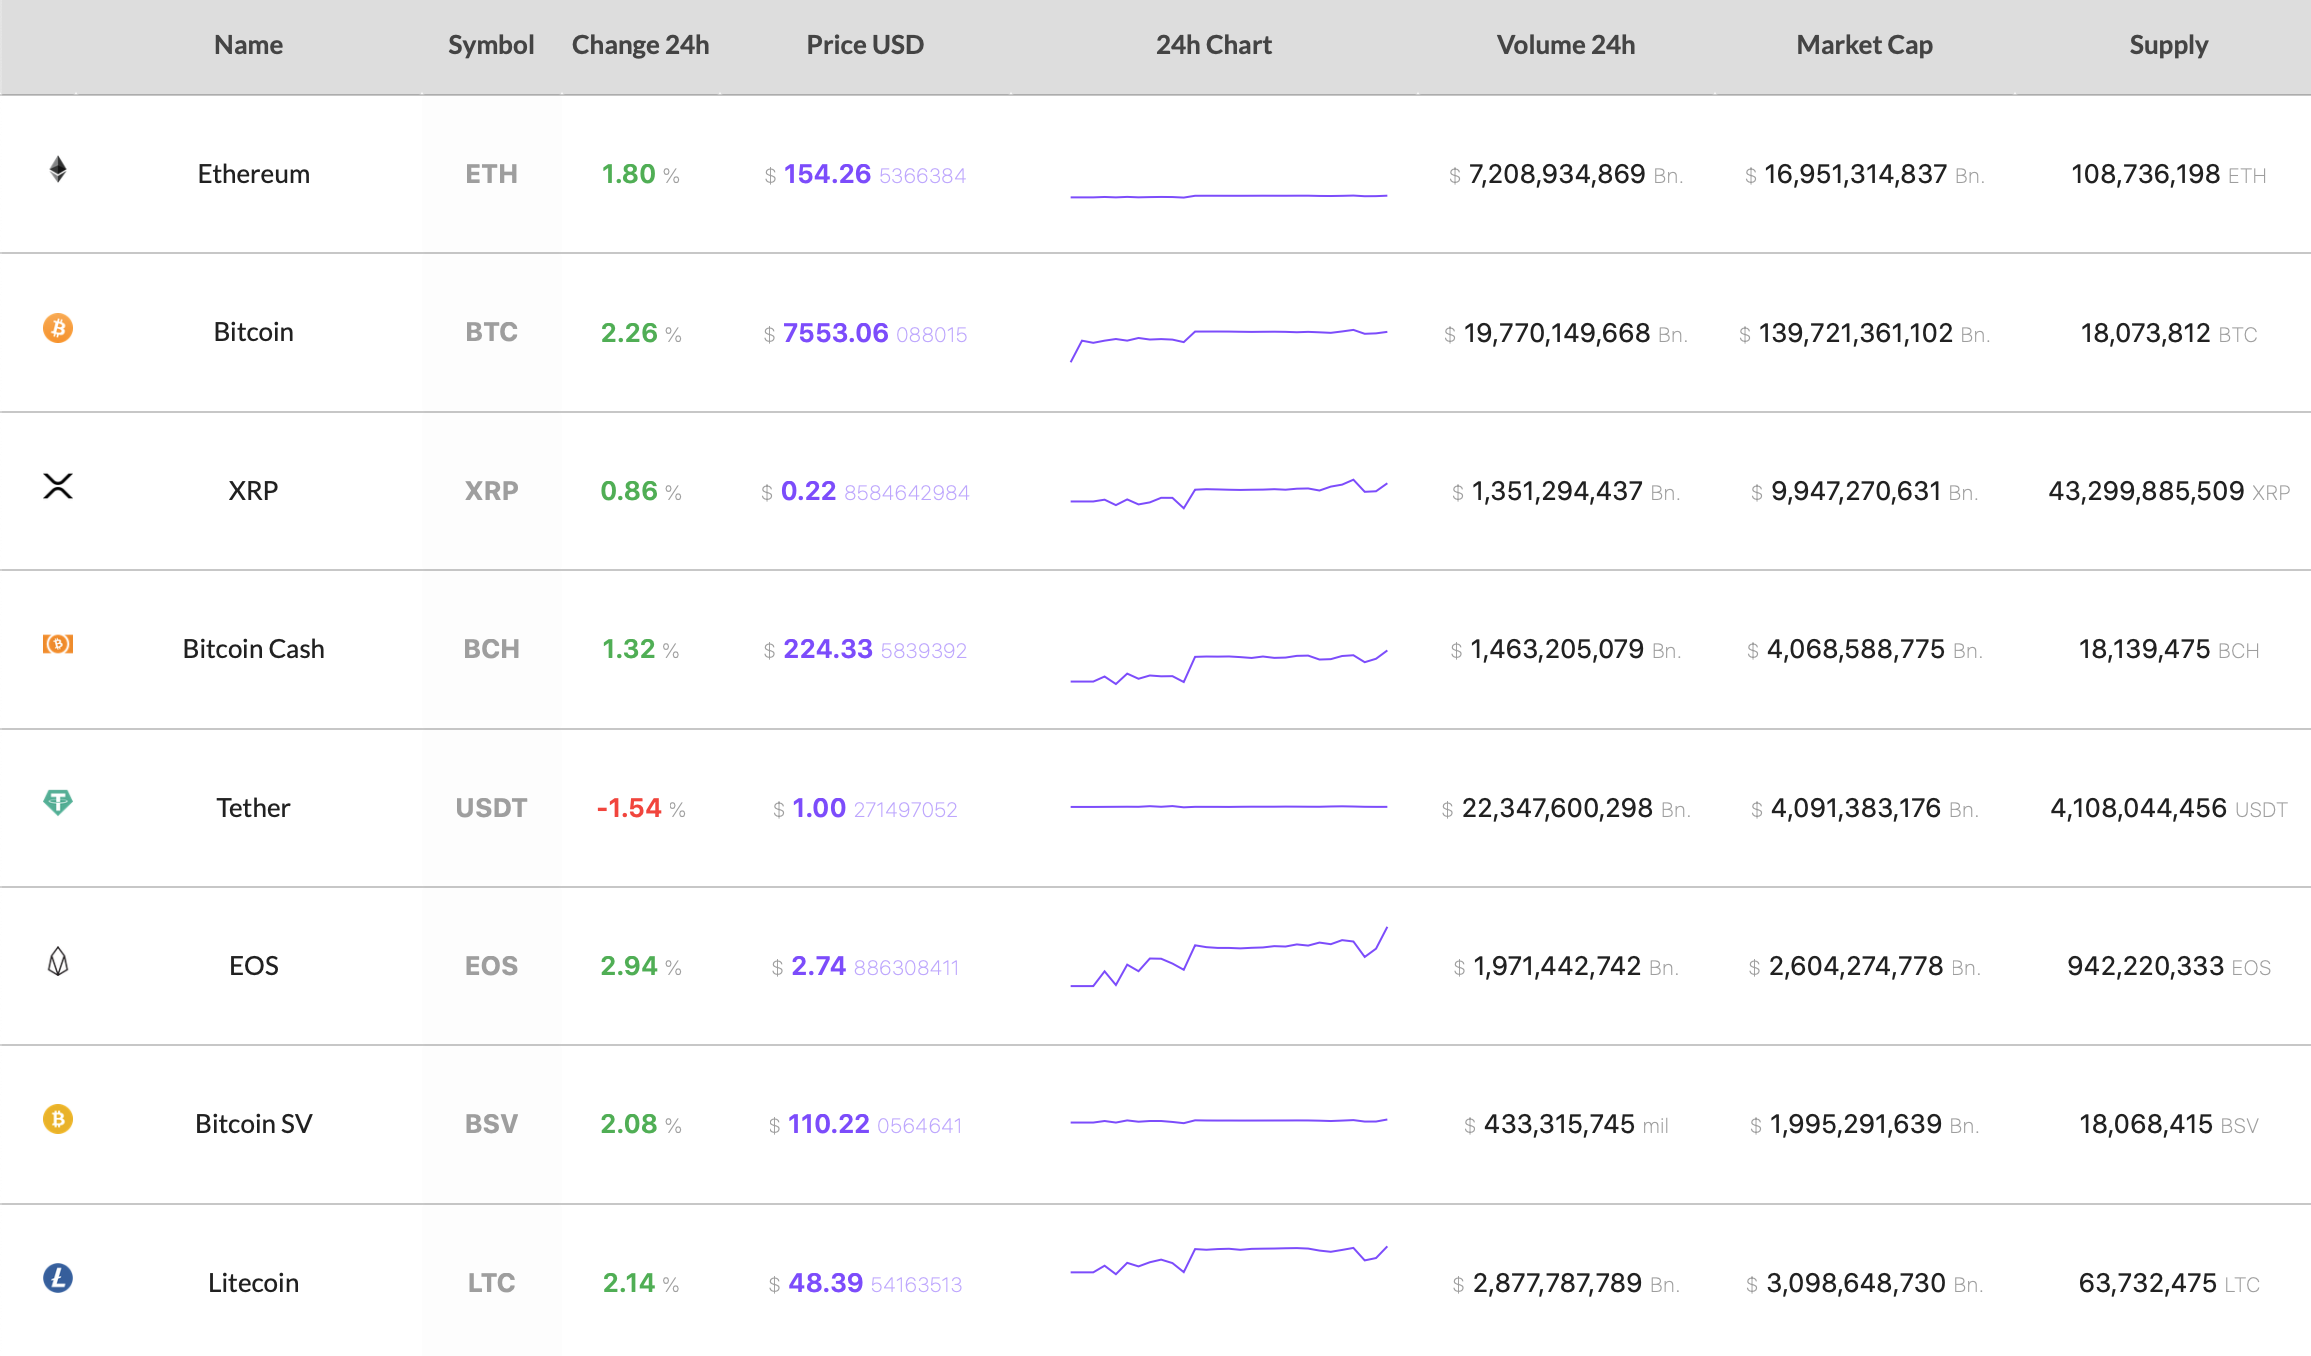 Name Symbol Change 24h Price USD 24h Chart Volume 24h Market Cap Supply
Ethereum ETH 1.80 % $ 154.26 5366384 $ 7,208,934,869 Bn. $ 16,951,314,837 Bn. 108,736,198 ETH
Bitcoin BTC 2.26 % $ 7553.06 088015 $ 19,770,149,668 Bn. $ 139,721,361,102 Bn. 18,073,812 BTC
XRP XRP 0.86 % $ 0.22 8584642984 $ 1,351,294,437 Bn. $ 9,947,270,631 Bn. 43,299,885,509 XRP
Bitcoin Cash BCH 1.32 % $ 224.33 5839392 $ 1,463,205,079 Bn. $ 4,068,588,775 Bn. 18,139,475 BCH
Tether USDT -1.54 % $ 1.00 271497052 $ 22,347,600,298 Bn. $ 4,091,383,176 Bn. 4,108,044,456 USDT
EOS EOS 2.94 % $ 2.74 886308411 $ 1,971,442,742 Bn. $ 2,604,274,778 Bn. 942,220,333 EOS
Bitcoin SV BSV 2.08 % $ 110.22 0564641 $ 433,315,745 mil $ 1,995,291,639 Bn. 18,068,415 BSV
Litecoin LTC 2.14 % $ 48.39 54163513 $ 2,877,787,789 Bn. $ 3,098,648,730 Bn. 63,732,475 LTC